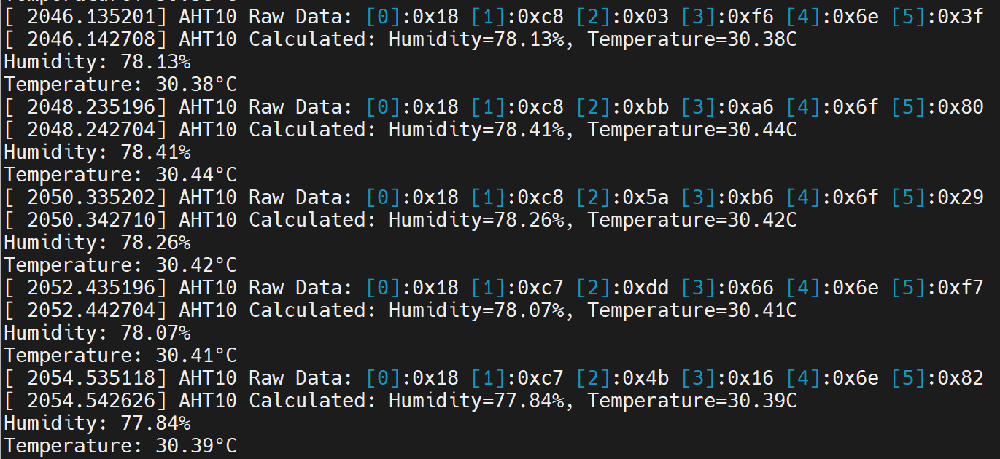 [ 2046.135201] AHT10 Raw Data: [0]:0x18 [1]:0xc8 [2]:0x03 [3]:0xf6 [4]:0x6e [5]:0x3f
[ 2046.142708] AHT10 Calculated: Humidity=78.13%, Temperature=30.38C
Humidity: 78.13%
Temperature: 30.38°C
[ 2048.235196] AHT10 Raw Data: [0]:0x18 [1]:0xc8 [2]:0xbb [3]:0xa6 [4]:0x6f [5]:0x80
[ 2048.242704] AHT10 Calculated: Humidity=78.41%, Temperature=30.44C
Humidity: 78.41%
Temperature: 30.44°C
[ 2050.335202] AHT10 Raw Data: [0]:0x18 [1]:0xc8 [2]:0x5a [3]:0xb6 [4]:0x6f [5]:0x29
[ 2050.342710] AHT10 Calculated: Humidity=78.26%, Temperature=30.42C
Humidity: 78.26%
Temperature: 30.42°C
[ 2052.435196] AHT10 Raw Data: [0]:0x18 [1]:0xc7 [2]:0xdd [3]:0x66 [4]:0x6e [5]:0xf7
[ 2052.442704] AHT10 Calculated: Humidity=78.07%, Temperature=30.41C
Humidity: 78.07%
Temperature: 30.41°C
[ 2054.535118] AHT10 Raw Data: [0]:0x18 [1]:0xc7 [2]:0x4b [3]:0x16 [4]:0x6e [5]:0x82
[ 2054.542626] AHT10 Calculated: Humidity=77.84%, Temperature=30.39C
Humidity: 77.84%
Temperature: 30.39°C